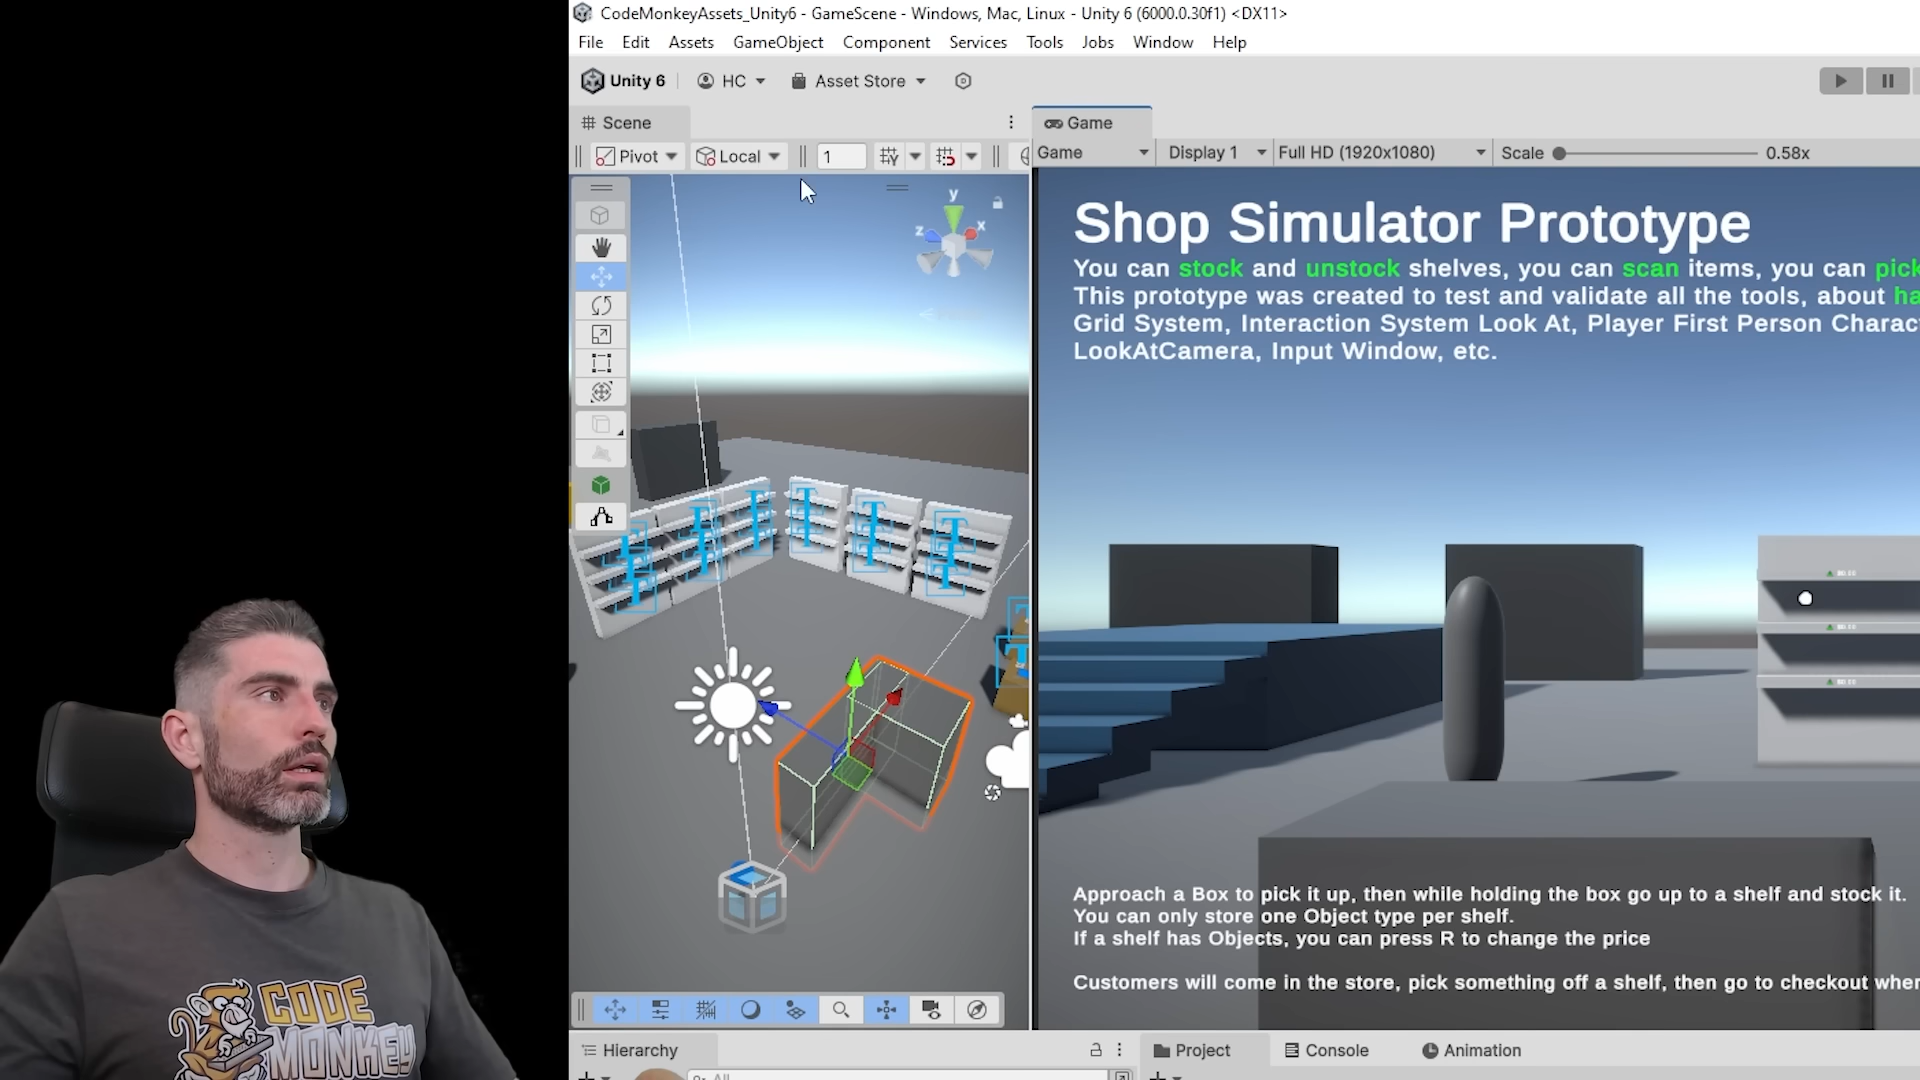 CodeMonkeyAssets_Unity6 - GameScene - Windows, Mac, Linux - Unity 6 (6000.0.30f1) <DX11>
File Edit Assets GameObject Component Services Tools Jobs Window Help
Unity 6 HC Asset Store
Scene
Game
Pivot Local 1
Game Display 1 Full HD (1920x1080) Scale 0.58x
y
z x
Shop Simulator Prototype
You can stock and unstock shelves, you can scan items, you can pick
This prototype was created to test and validate all the tools, about ha
Grid System, Interaction System Look At, Player First Person Charac
LookAtCamera, Input Window, etc.
Approach a Box to pick it up, then while holding the box go up to a shelf and stock it.
You can only store one Object type per shelf.
If a shelf has Objects, you can press R to change the price
Customers will come in the store, pick something off a shelf, then go to checkout wher
Hierarchy
Project Console Animation
All
CODE
MONKEY